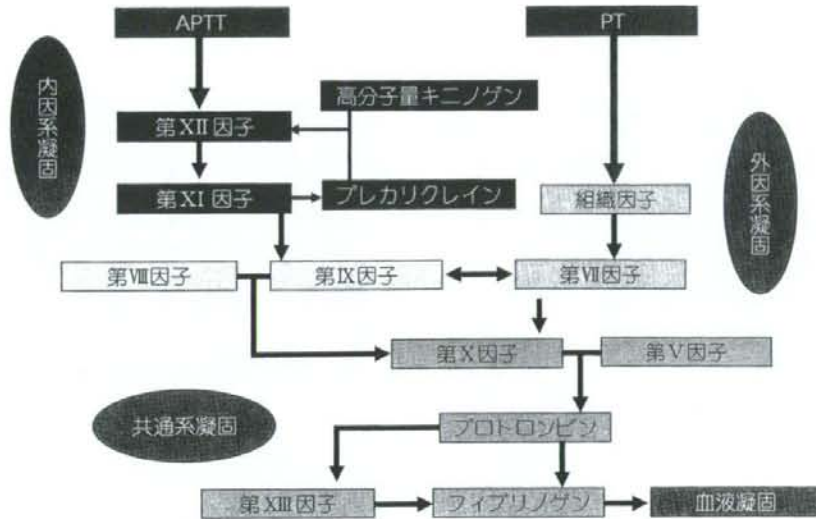 APTT
PT
内因系凝固
高分子量キニノゲン
第XII因子
外因系凝固
第XI因子
プレカリクレイン
組織因子
第Ⅷ因子
第Ⅸ因子
第Ⅶ因子
第Ⅹ因子
第Ⅴ因子
共通系凝固
プロトロンビン
第XIII因子
フィブリノゲン
血液凝固